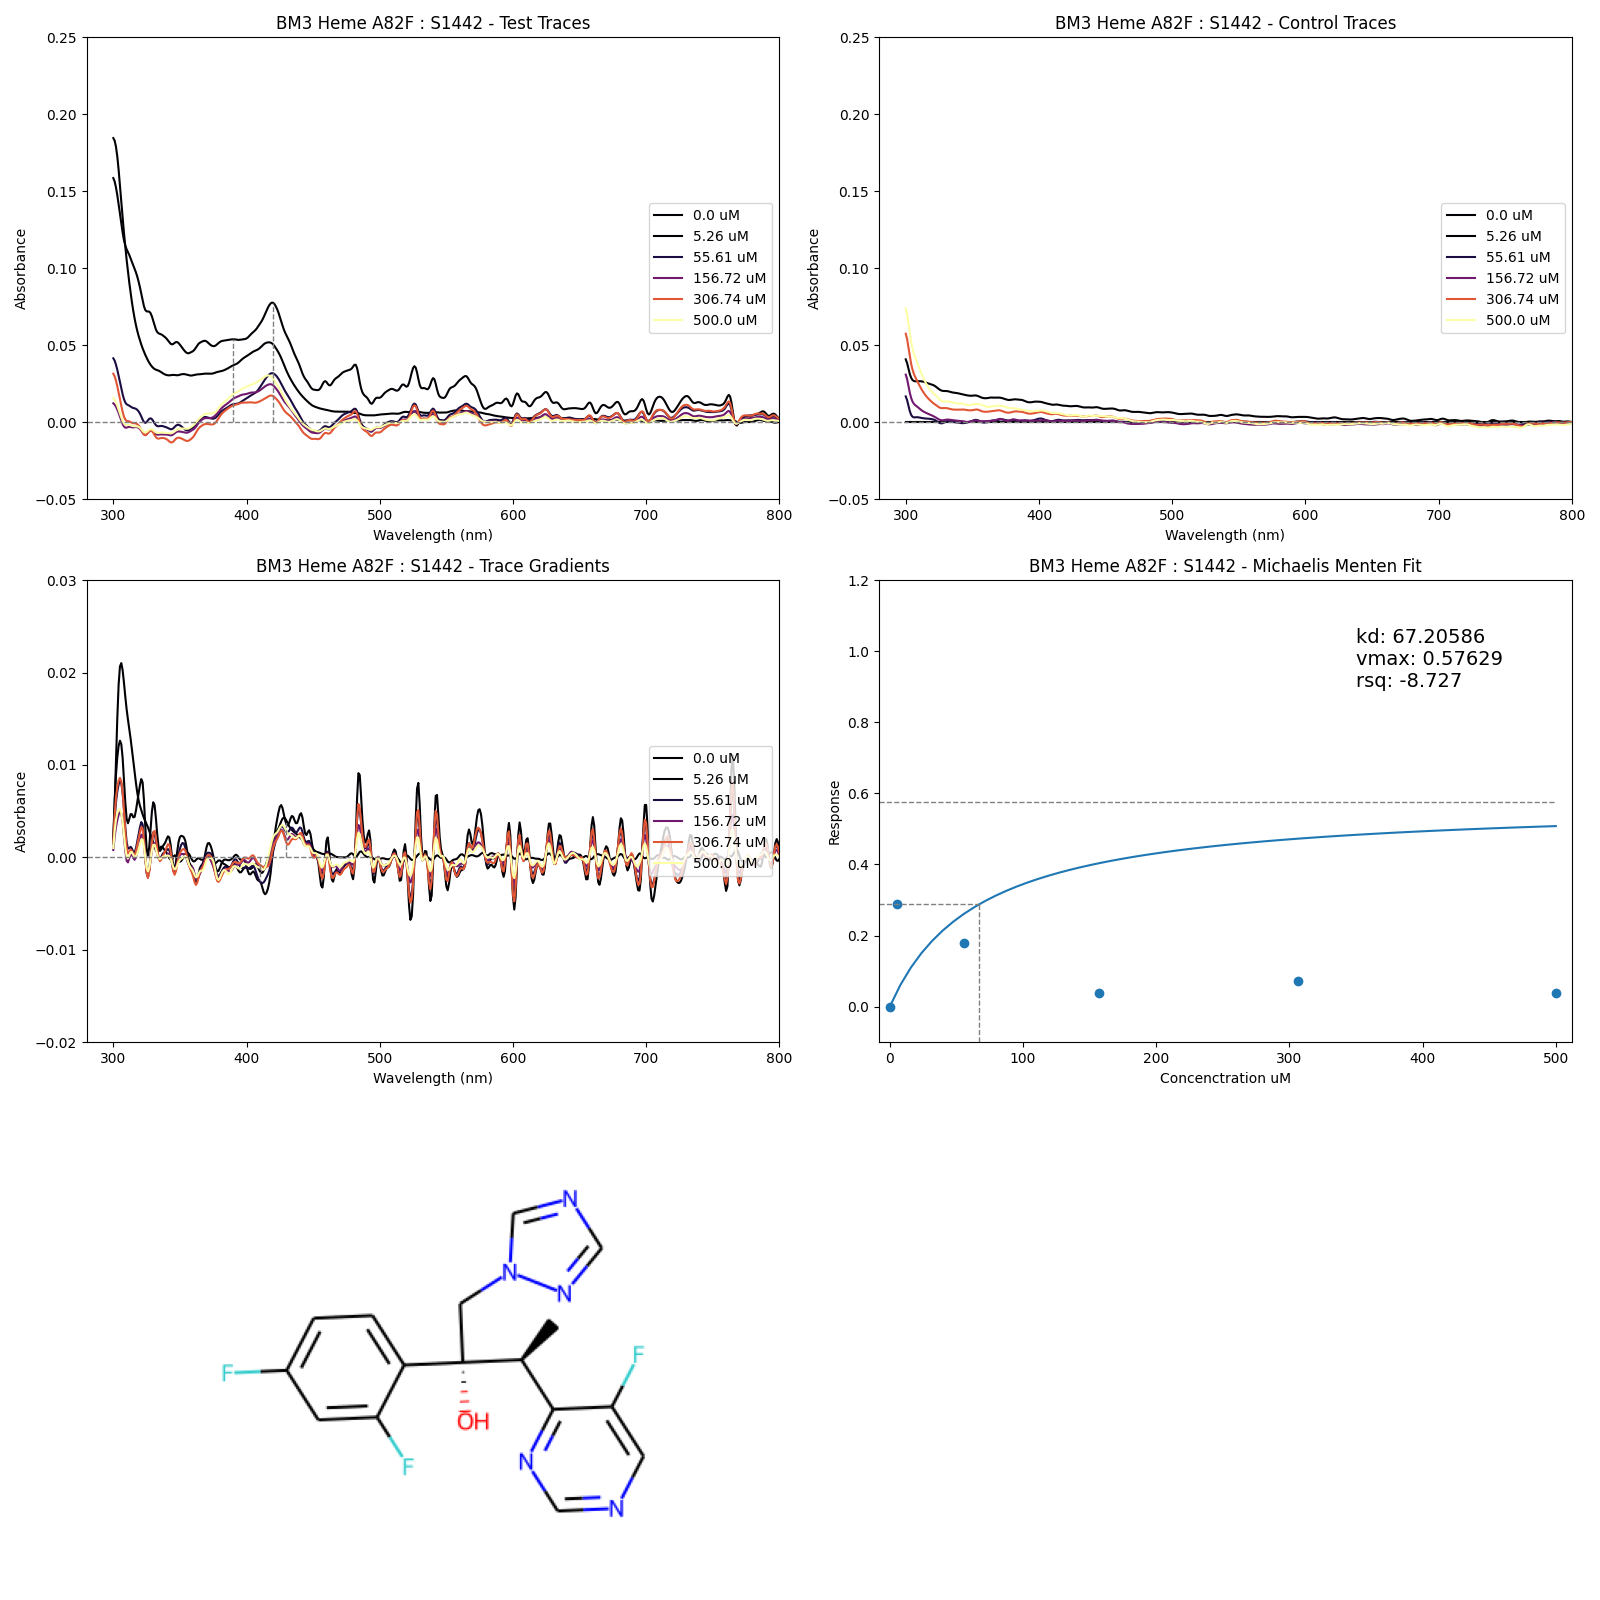 BM3 Heme A82F : S1442 - Test Traces
Absorbance
0.25
0.20
0.15
0.10
0.05
0.00
−0.05
300 400 500 600 700 800
Wavelength (nm)
0.0 uM
5.26 uM
55.61 uM
156.72 uM
306.74 uM
500.0 uM
BM3 Heme A82F : S1442 - Control Traces
Absorbance
0.25
0.20
0.15
0.10
0.05
0.00
−0.05
300 400 500 600 700 800
Wavelength (nm)
0.0 uM
5.26 uM
55.61 uM
156.72 uM
306.74 uM
500.0 uM
BM3 Heme A82F : S1442 - Trace Gradients
Absorbance
0.03
0.02
0.01
0.00
−0.01
−0.02
300 400 500 600 700 800
Wavelength (nm)
0.0 uM
5.26 uM
55.61 uM
156.72 uM
306.74 uM
500.0 uM
BM3 Heme A82F : S1442 - Michaelis Menten Fit
Response
1.2
1.0
0.8
0.6
0.4
0.2
0.0
0 100 200 300 400 500
Concenctration uM
kd: 67.20586
vmax: 0.57629
rsq: -8.727
N
N
N
F
F
OH
F
N
N